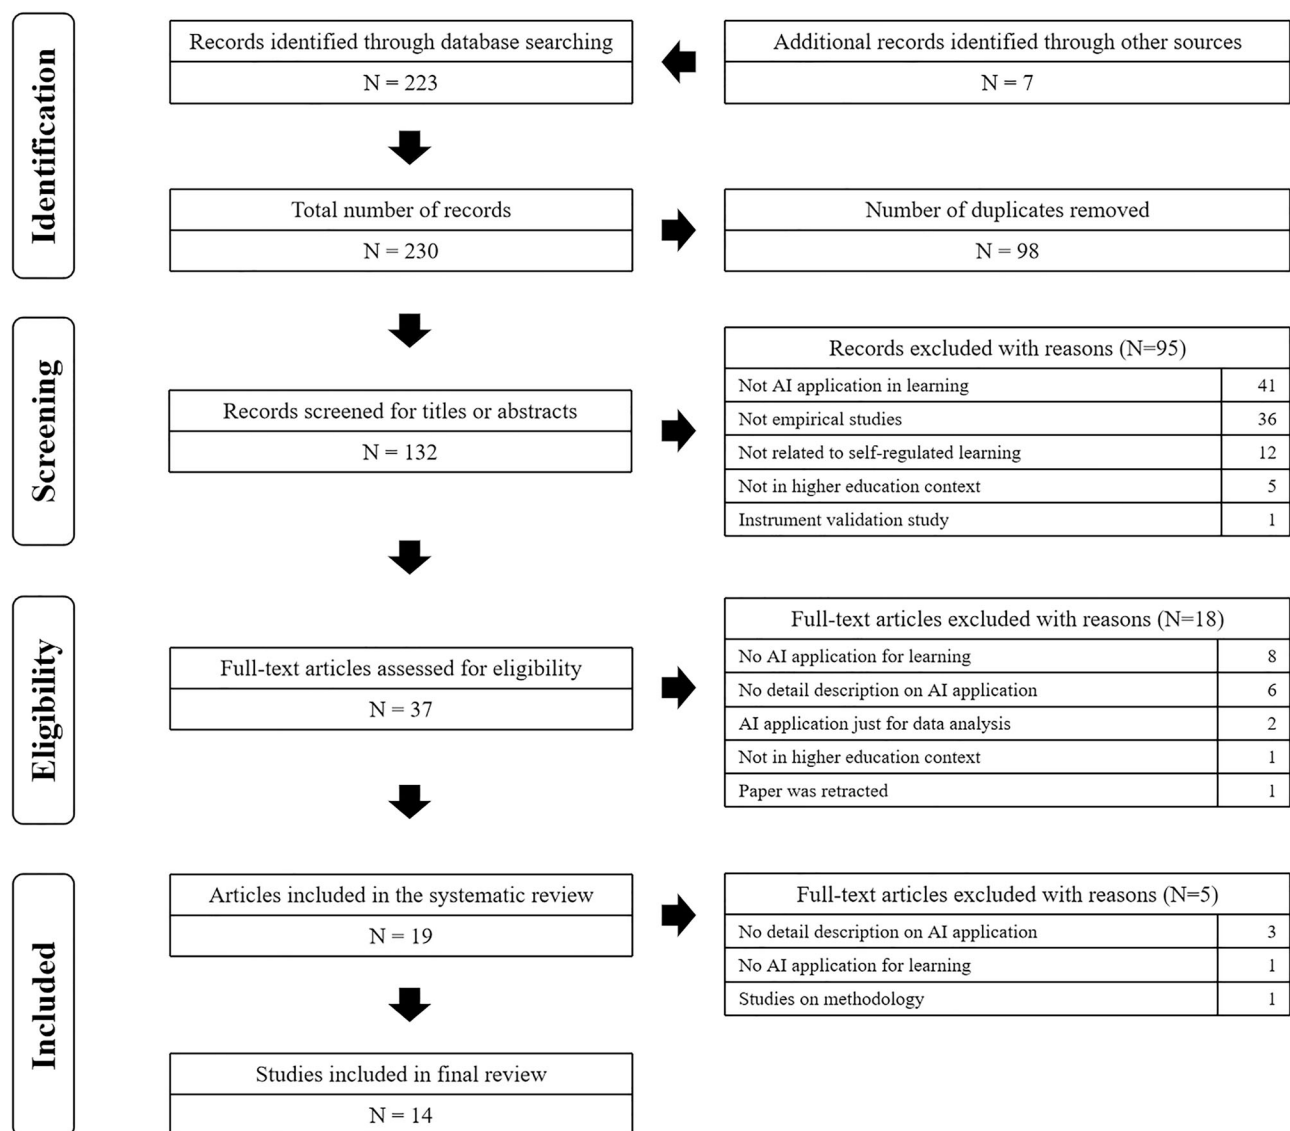 Identification
Records identified through database searching
N = 223
Additional records identified through other sources
N = 7
Total number of records
N = 230
Number of duplicates removed
N = 98
Screening
Records screened for titles or abstracts
N = 132
Records excluded with reasons (N=95)
Not AI application in learning 41
Not empirical studies 36
Not related to self-regulated learning 12
Not in higher education context 5
Instrument validation study 1
Eligibility
Full-text articles assessed for eligibility
N = 37
Full-text articles excluded with reasons (N=18)
No AI application for learning 8
No detail description on AI application 6
AI application just for data analysis 2
Not in higher education context 1
Paper was retracted 1
Included
Articles included in the systematic review
N = 19
Full-text articles excluded with reasons (N=5)
No detail description on AI application 3
No AI application for learning 1
Studies on methodology 1
Studies included in final review
N = 14